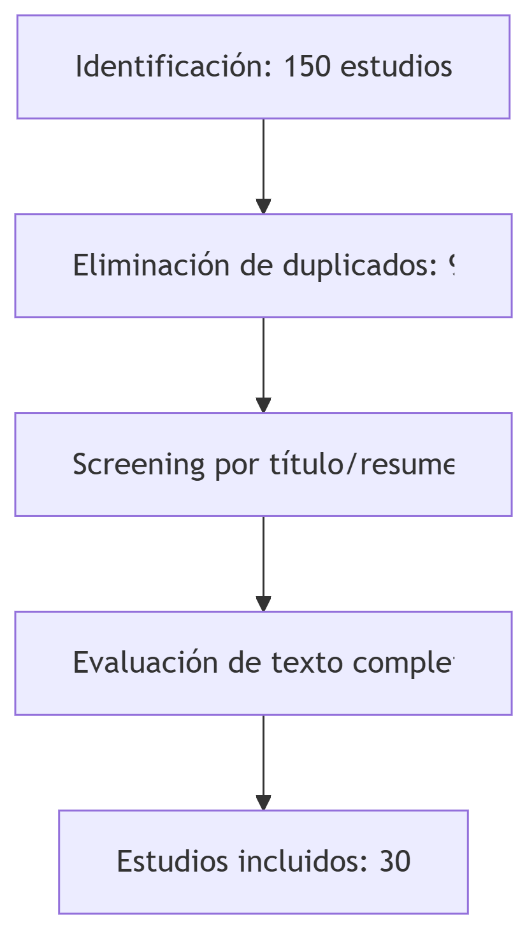 Identificación: 150 estudios
Eliminación de duplicados:
Screening por título/resume
Evaluación de texto comple
Estudios incluidos: 30